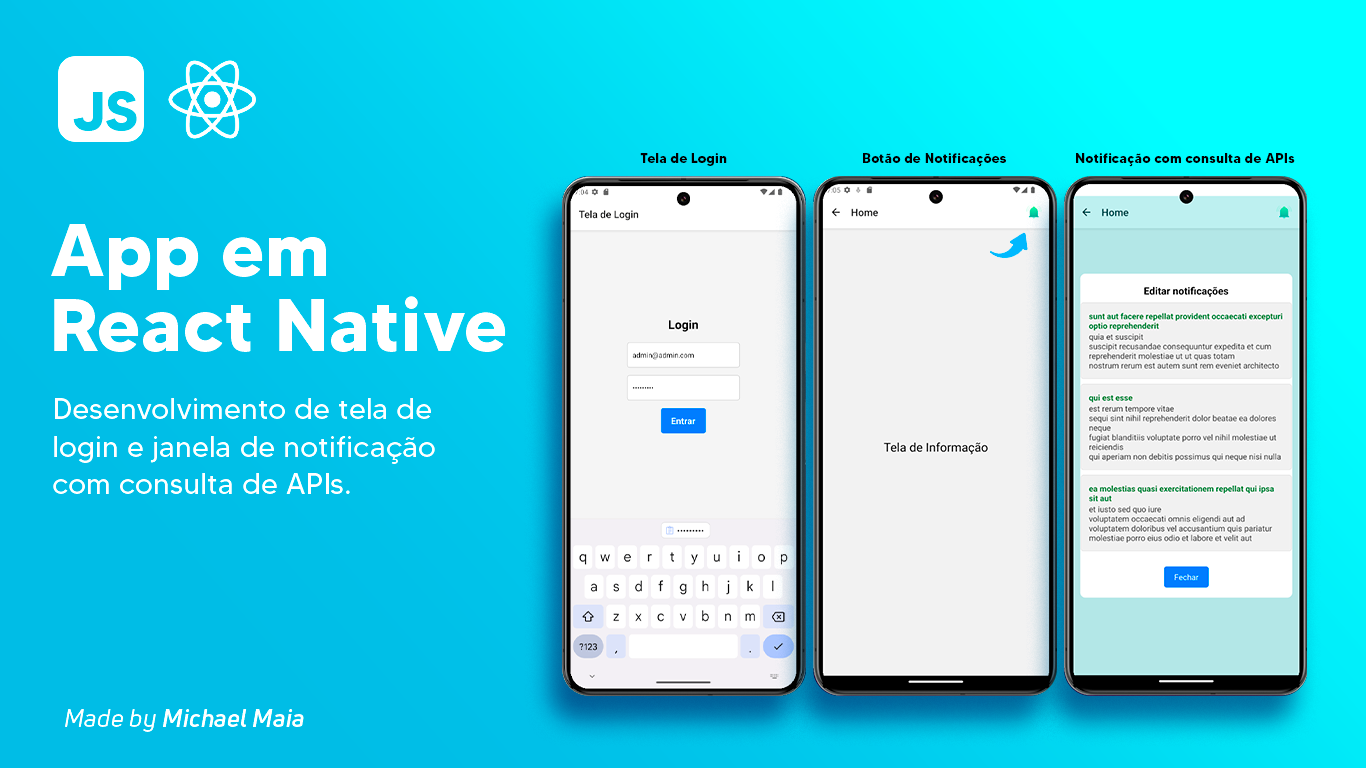 JS
App em
React Native
Desenvolvimento de tela de
login e janela de notificação
com consulta de APIs.
Made by Michael Maia
Tela de Login
Tela de Login
Login
admin@admin.com
•••••••••
Entrar
•••••••••
q w e r t y u i o p
a s d f g h j k l
z x c v b n m
?123 , .
Botão de Notificações
Home
Tela de Informação
Notificação com consulta de APIs
Home
Editar notificações
sunt aut facere repellat provident occaecati excepturi
optio reprehenderit
quia et suscipit
suscipit recusandae consequuntur expedita et cum
reprehenderit molestiae ut ut quas totam
nostrum rerum est autem sunt rem eveniet architecto
qui est esse
est rerum tempore vitae
sequi sint nihil reprehenderit dolor beatae ea dolores
neque
fugiat blanditiis voluptate porro vel nihil molestiae ut
reiciendis
qui aperiam non debitis possimus qui neque nisi nulla
ea molestias quasi exercitationem repellat qui ipsa
sit aut
et iusto sed quo iure
voluptatem occaecati omnis eligendi aut ad
voluptatem doloribus vel accusantium quis pariatur
molestiae porro eius odio et labore et velit aut
Fechar